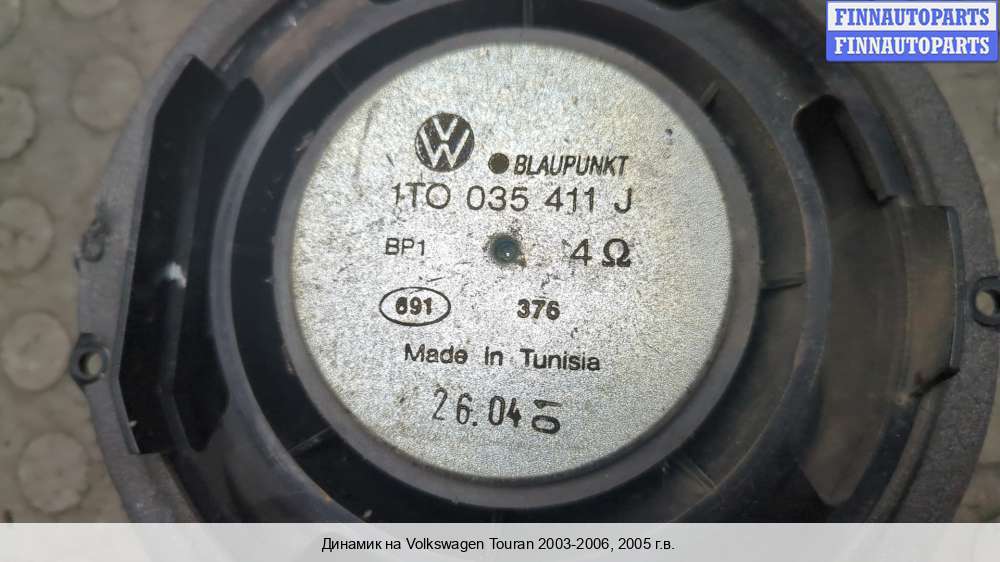 FINNAUTOPARTS
FINNAUTOPARTS
VW
BLAUPUNKT
1TO 035 411 J
BP1 4Ω
691 376
Made In Tunisia
26.04
Динамик на Volkswagen Touran 2003-2006, 2005 г.в.